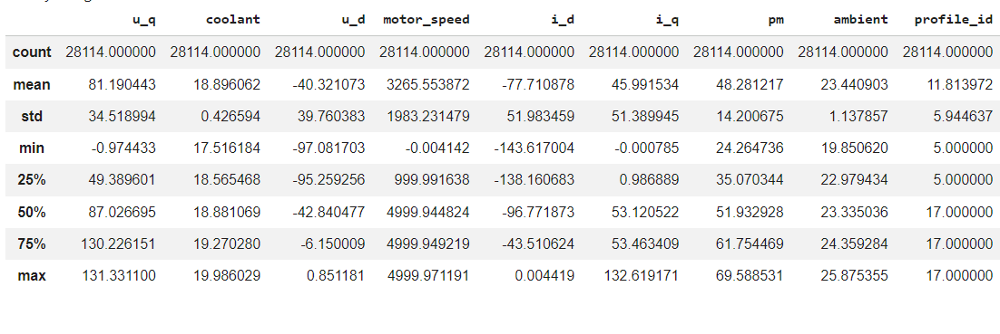 u_q coolant u_d motor_speed i_d i_q pm ambient profile_id
count 28114.000000 28114.000000 28114.000000 28114.000000 28114.000000 28114.000000 28114.000000 28114.000000 28114.000000
mean 81.190443 18.896062 -40.321073 3265.553872 -77.710878 45.991534 48.281217 23.440903 11.813972
std 34.518994 0.426594 39.760383 1983.231479 51.983459 51.389945 14.200675 1.137857 5.944637
min -0.974433 17.516184 -97.081703 -0.004142 -143.617004 -0.000785 24.264736 19.850620 5.000000
25% 49.389601 18.565468 -95.259256 999.991638 -138.160683 0.986889 35.070344 22.979434 5.000000
50% 87.026695 18.881069 -42.840477 4999.944824 -96.771873 53.120522 51.932928 23.335036 17.000000
75% 130.226151 19.270280 -6.150009 4999.949219 -43.510624 53.463409 61.754469 24.359284 17.000000
max 131.331100 19.986029 0.851181 4999.971191 0.004419 132.619171 69.588531 25.875355 17.000000